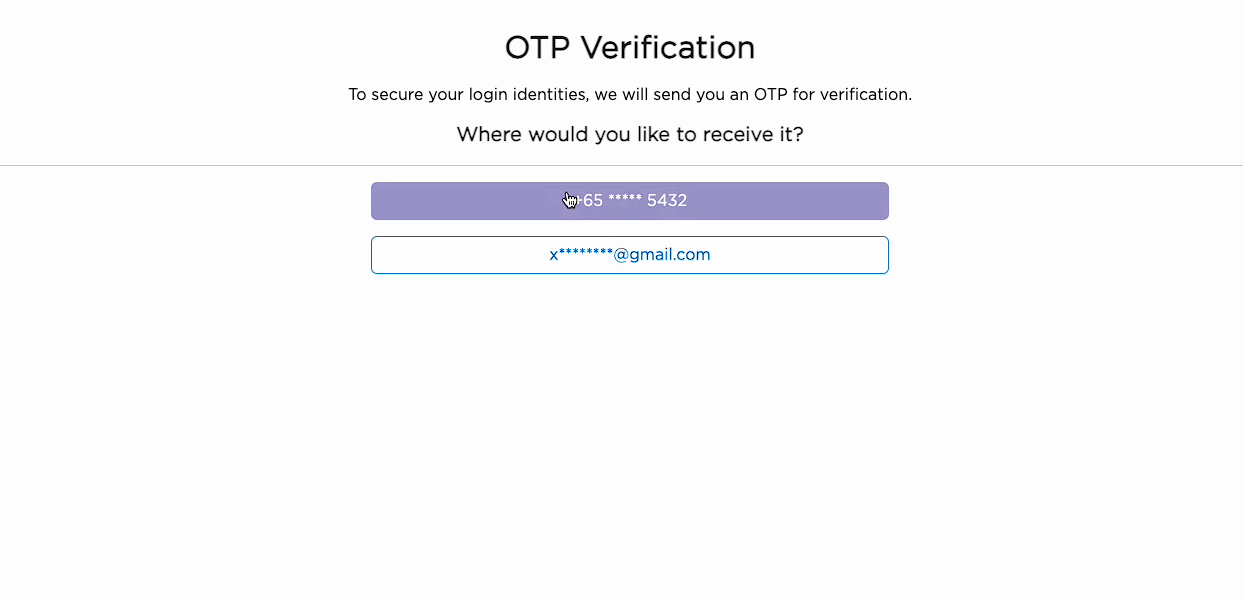 OTP Verification
To secure your login identities, we will send you an OTP for verification.
Where would you like to receive it?
+65 ***** 5432
x********@gmail.com